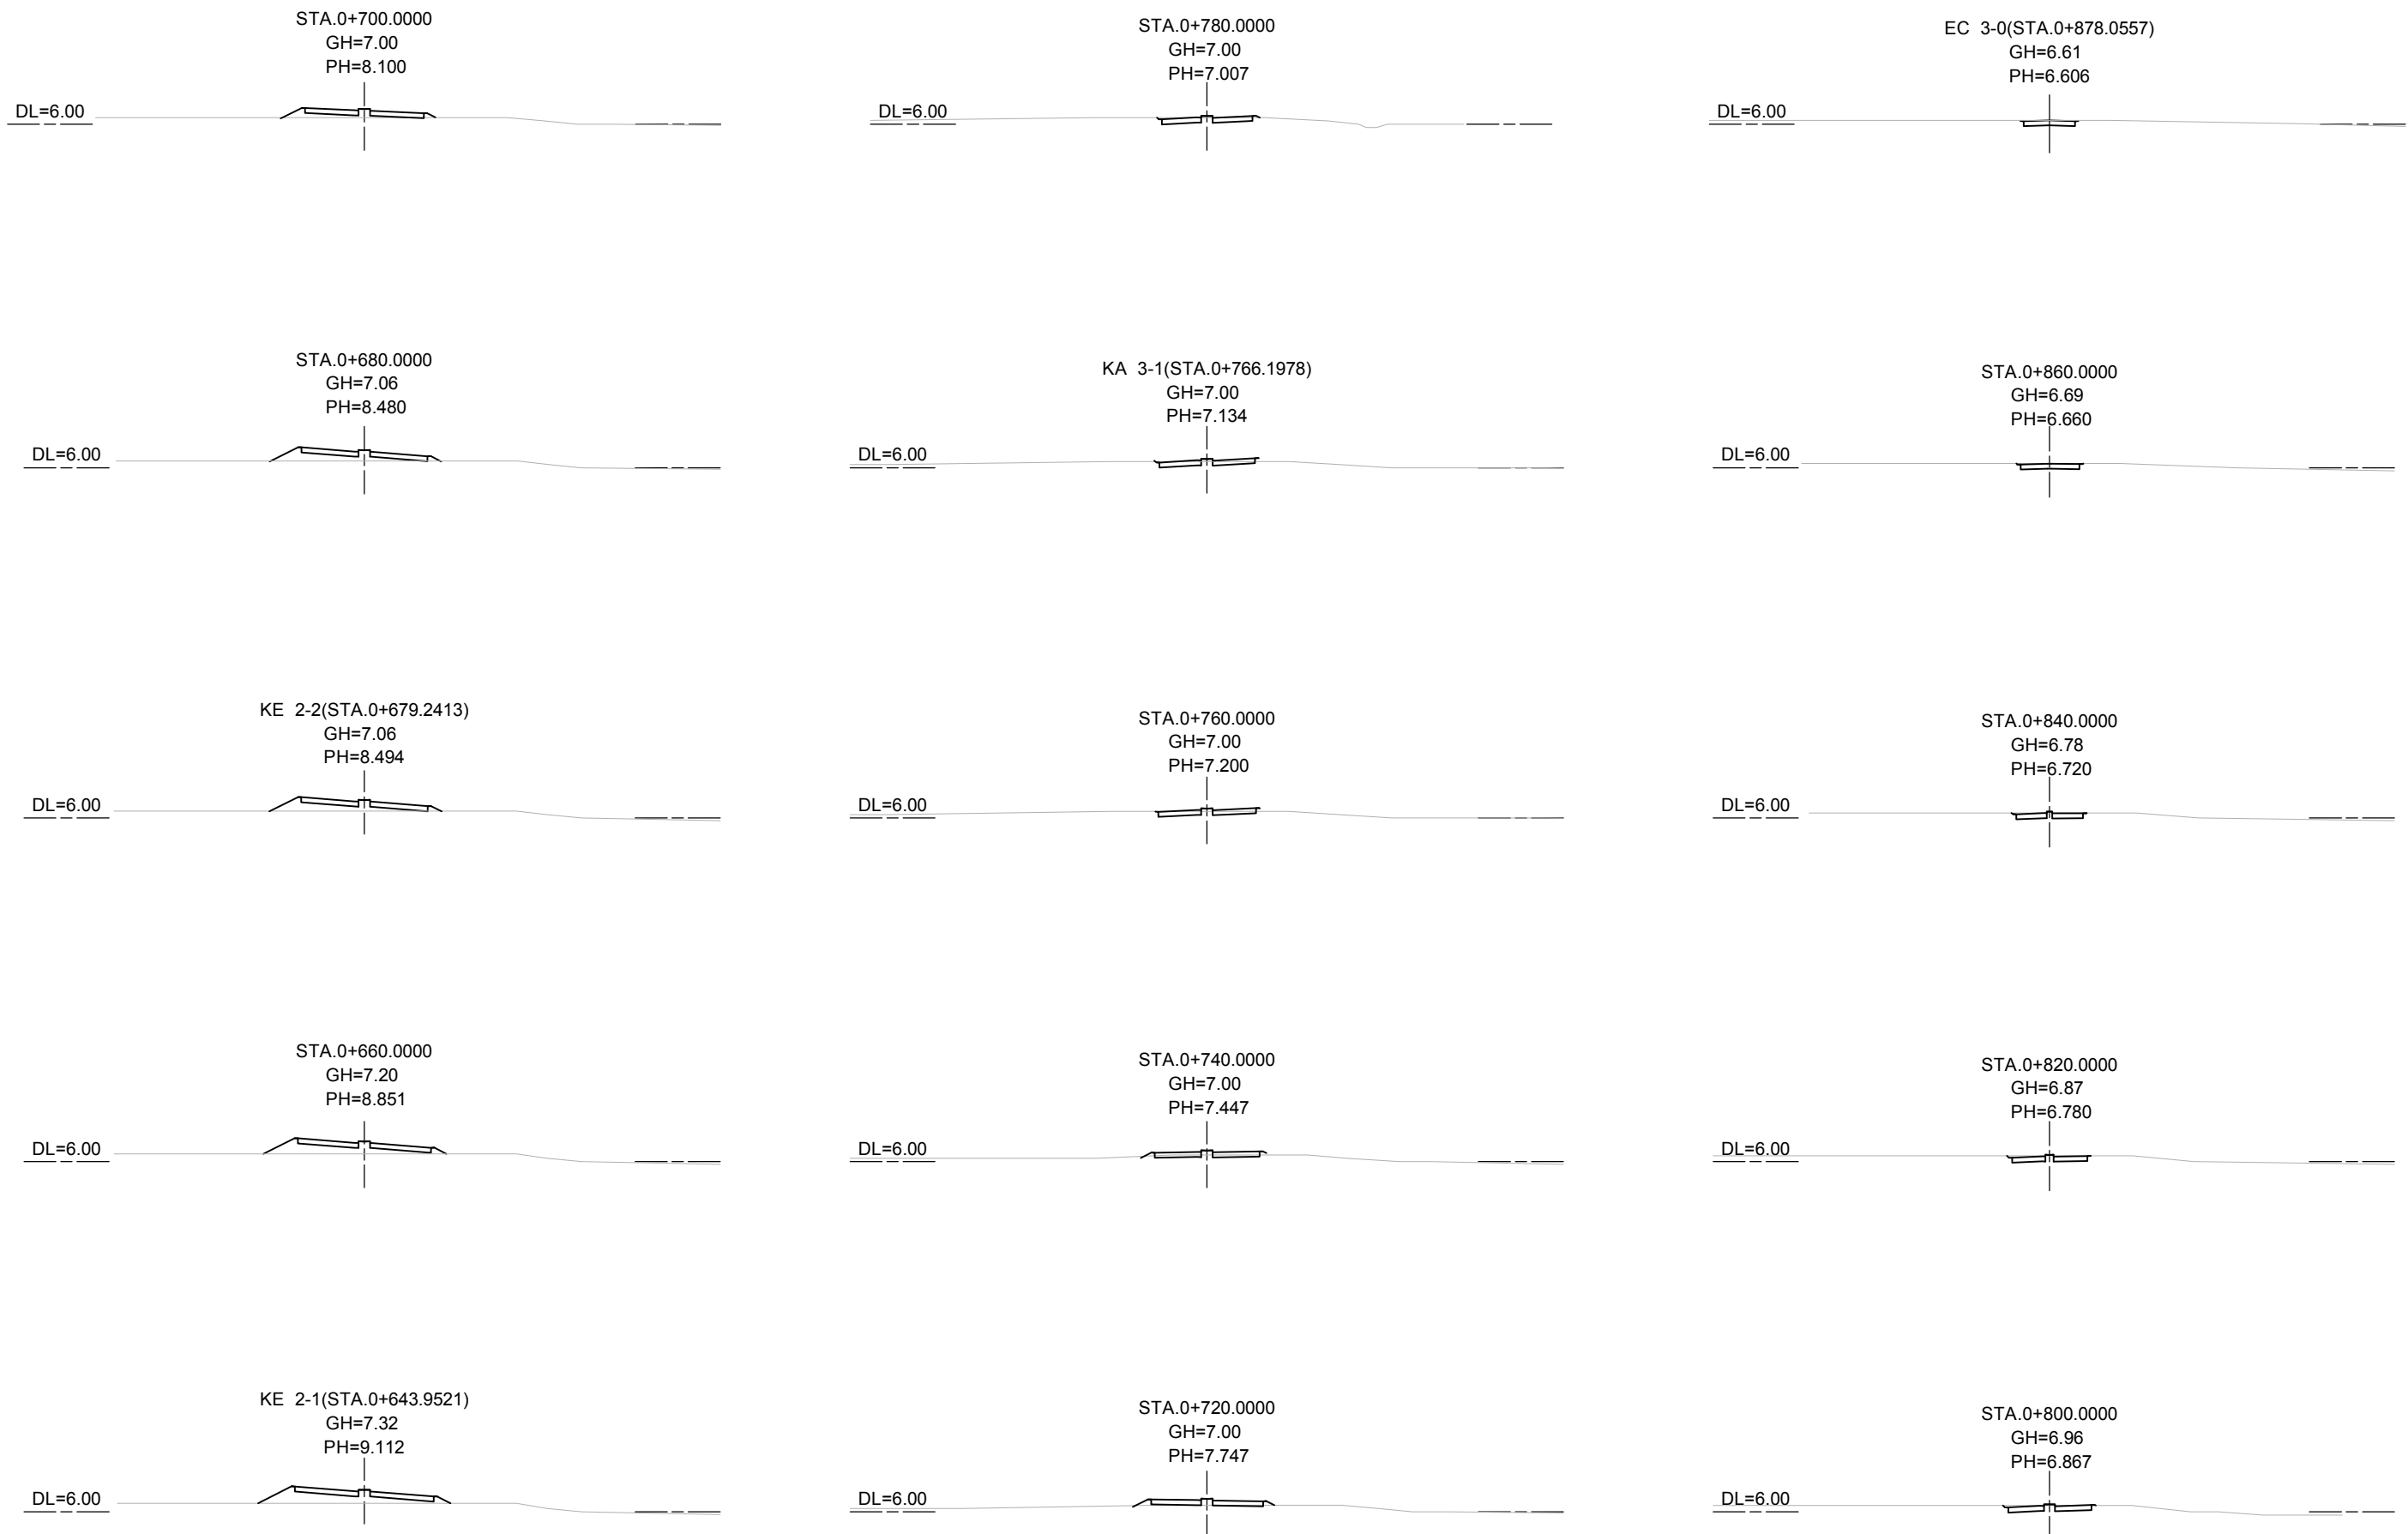 STA.0+700.0000
GH=7.00
PH=8.100
DL=6.00
STA.0+780.0000
GH=7.00
PH=7.007
DL=6.00
EC 3-0(STA.0+878.0557)
GH=6.61
PH=6.606
DL=6.00
STA.0+680.0000
GH=7.06
PH=8.480
DL=6.00
KA 3-1(STA.0+766.1978)
GH=7.00
PH=7.134
DL=6.00
STA.0+860.0000
GH=6.69
PH=6.660
DL=6.00
KE 2-2(STA.0+679.2413)
GH=7.06
PH=8.494
DL=6.00
STA.0+760.0000
GH=7.00
PH=7.200
DL=6.00
STA.0+840.0000
GH=6.78
PH=6.720
DL=6.00
STA.0+660.0000
GH=7.20
PH=8.851
DL=6.00
STA.0+740.0000
GH=7.00
PH=7.447
DL=6.00
STA.0+820.0000
GH=6.87
PH=6.780
DL=6.00
KE 2-1(STA.0+643.9521)
GH=7.32
PH=9.112
DL=6.00
STA.0+720.0000
GH=7.00
PH=7.747
DL=6.00
STA.0+800.0000
GH=6.96
PH=6.867
DL=6.00